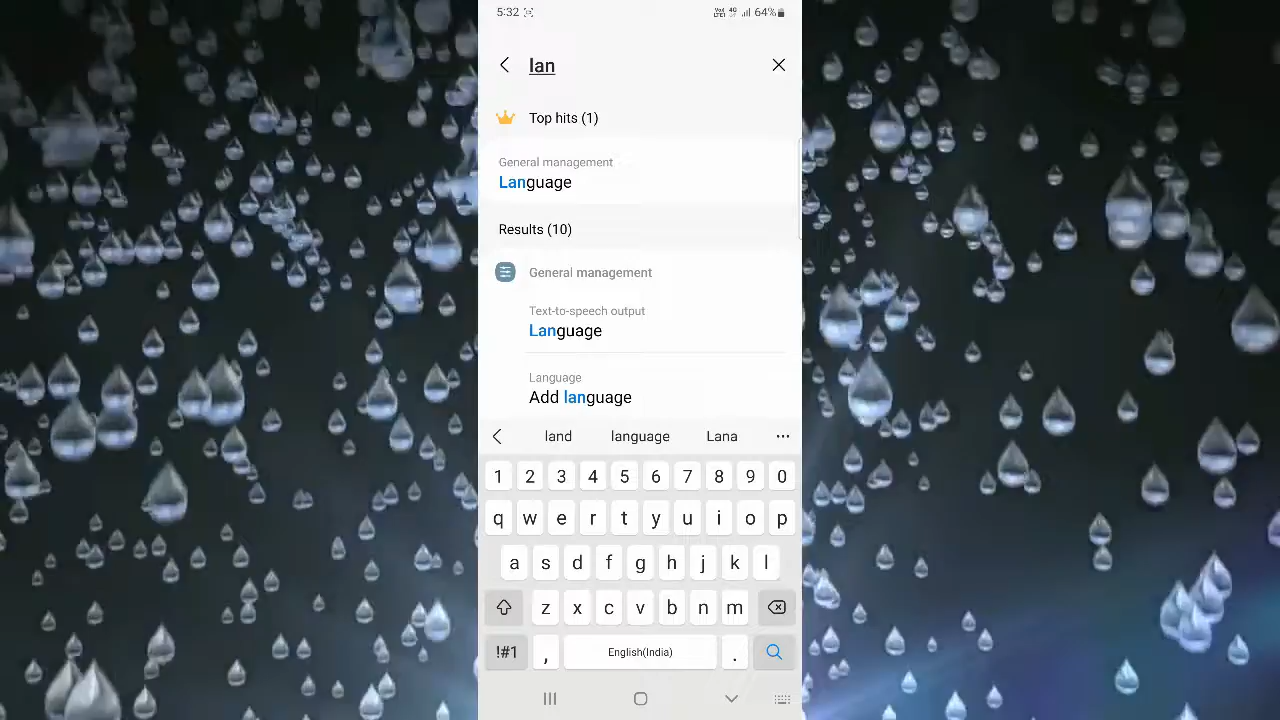 5:32 VoLTE1 4G 64%
lan
Top hits (1)
General management
Language
Results (10)
General management
Text-to-speech output
Language
Language
Add language
land language Lana
1 2 3 4 5 6 7 8 9 0
q w e r t y u i o p
a s d f g h j k l
z x c v b n m
!#1 , English(India) .